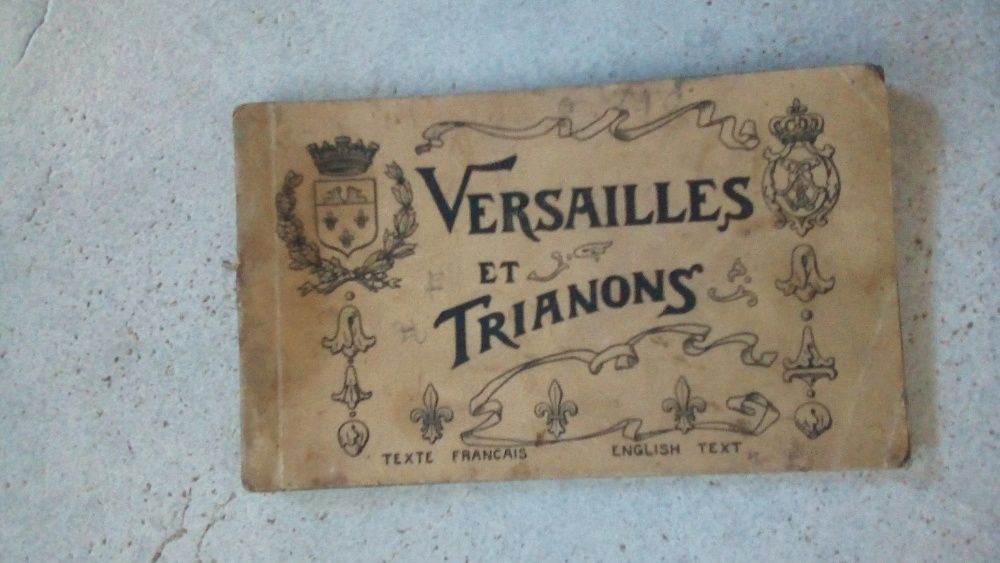 VERSAILLES
ET
TRIANONS
TEXTE FRANCAIS
ENGLISH TEXT